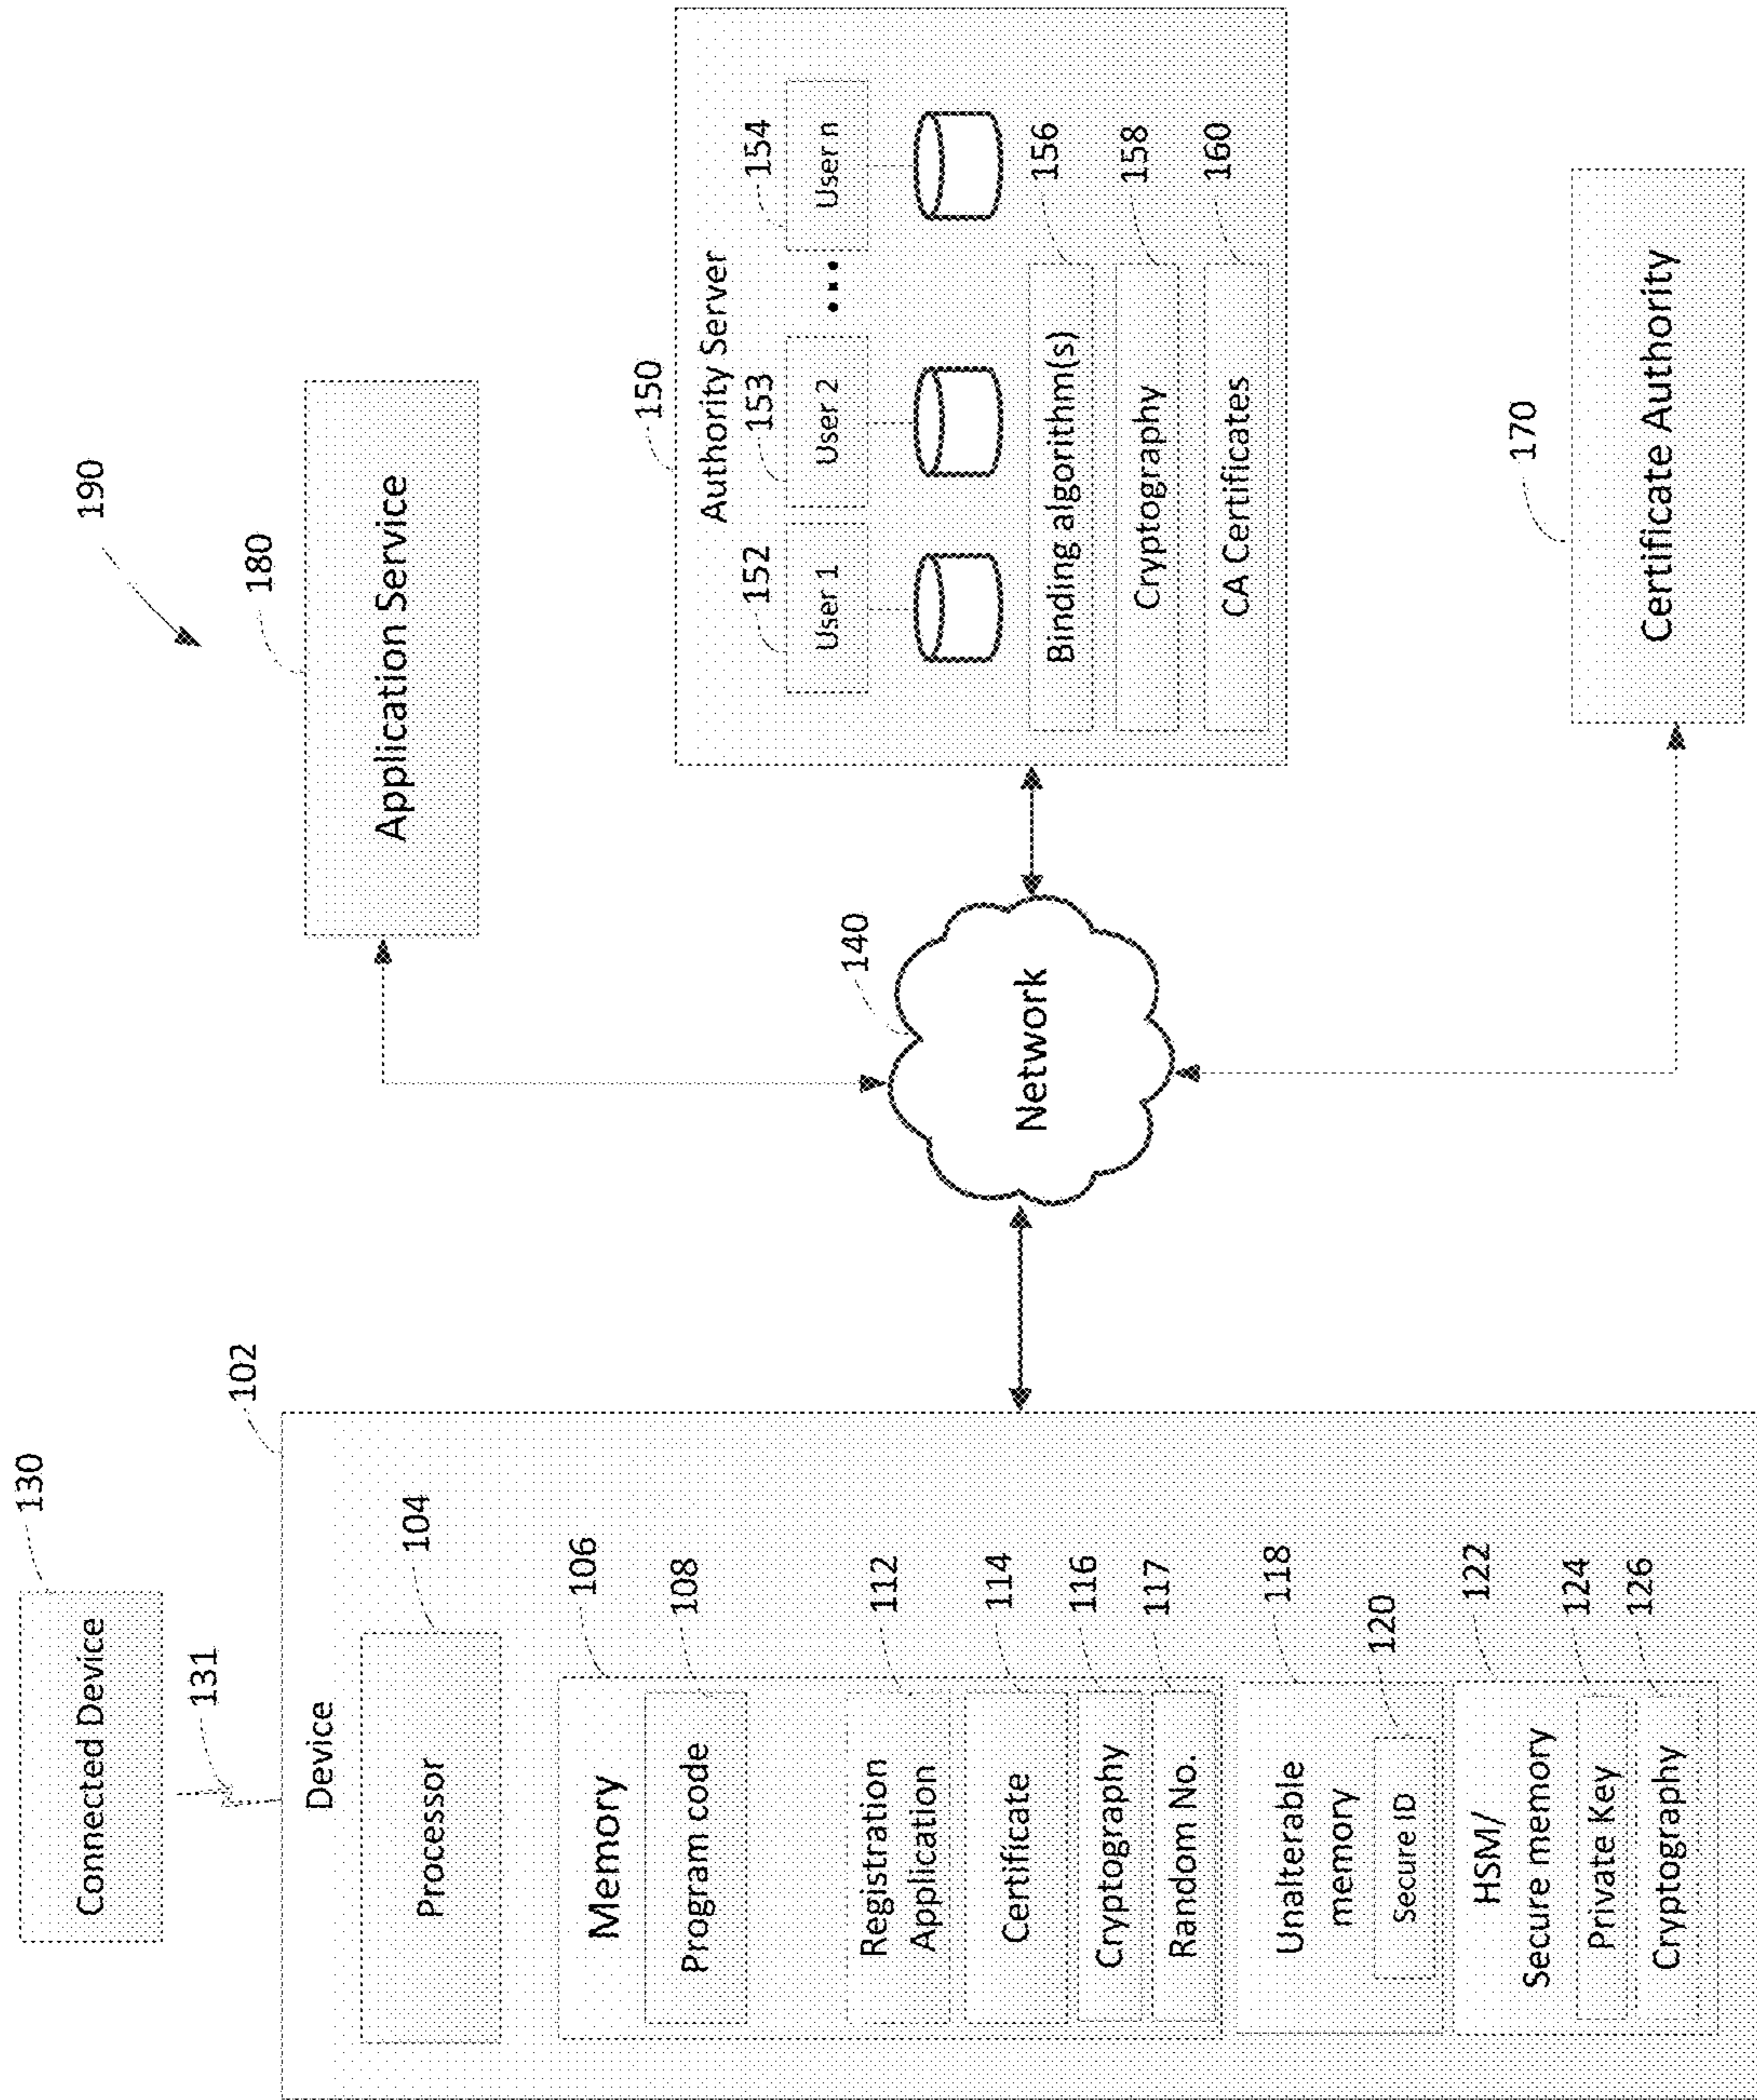 190
Connected Device
130
131
102
Device
Processor
104
Memory
106
Program code
108
Registration
Application
112
Certificate
114
Cryptography
116
Random No.
117
Unalterable
memory
118
Secure ID
120
HSM/
Secure memory
122
Private Key
124
Cryptography
126
Network
140
Application Service
180
Authority Server
150
User 1
152
User 2
153
...
User n
154
Binding algorithm(s)
156
Cryptography
158
CA Certificates
160
Certificate Authority
170